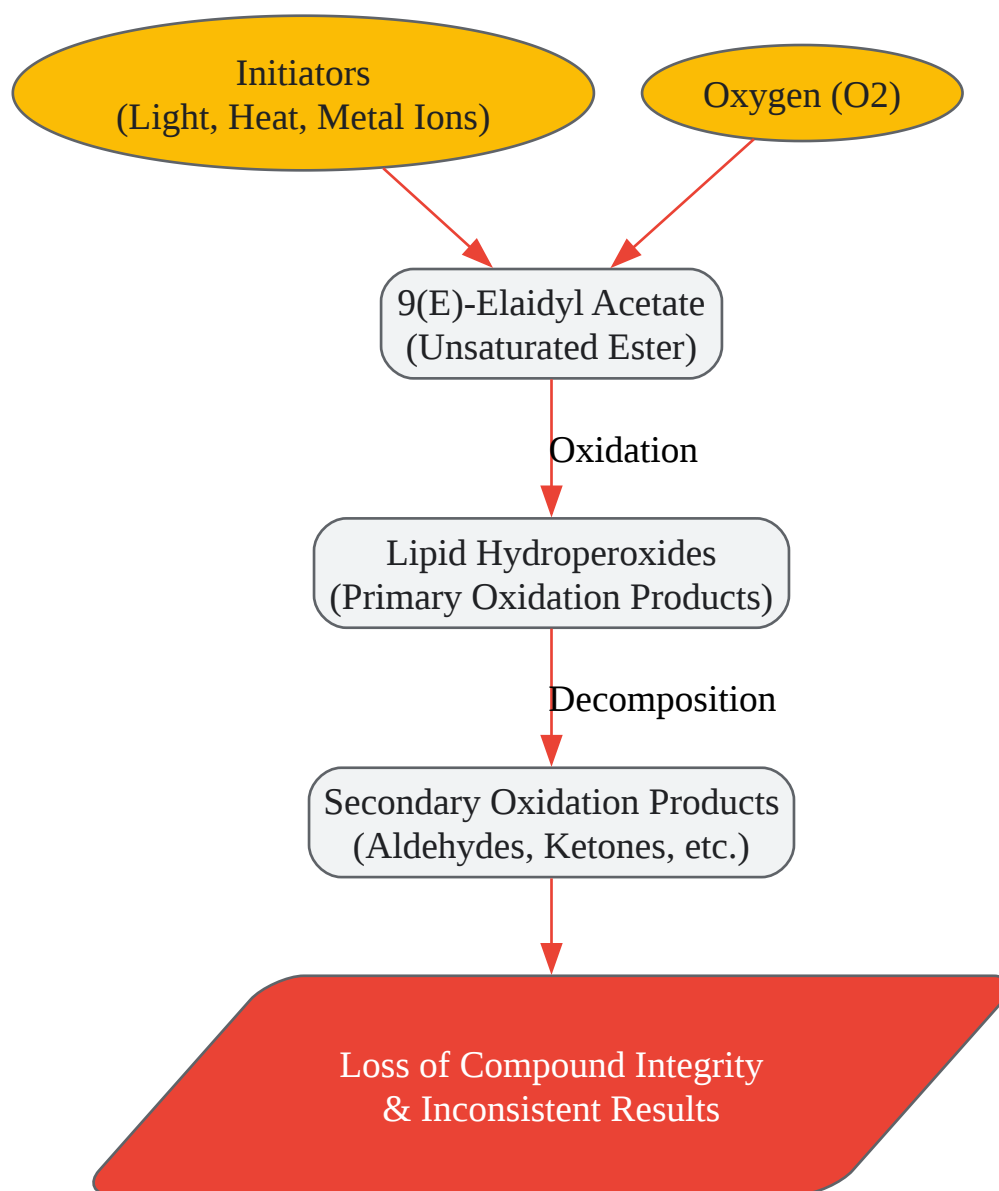 Initiators
(Light, Heat, Metal Ions)
Oxygen (O2)
9(E)-Elaidyl Acetate
(Unsaturated Ester)
Oxidation
Lipid Hydroperoxides
(Primary Oxidation Products)
Decomposition
Secondary Oxidation Products
(Aldehydes, Ketones, etc.)
Loss of Compound Integrity
& Inconsistent Results